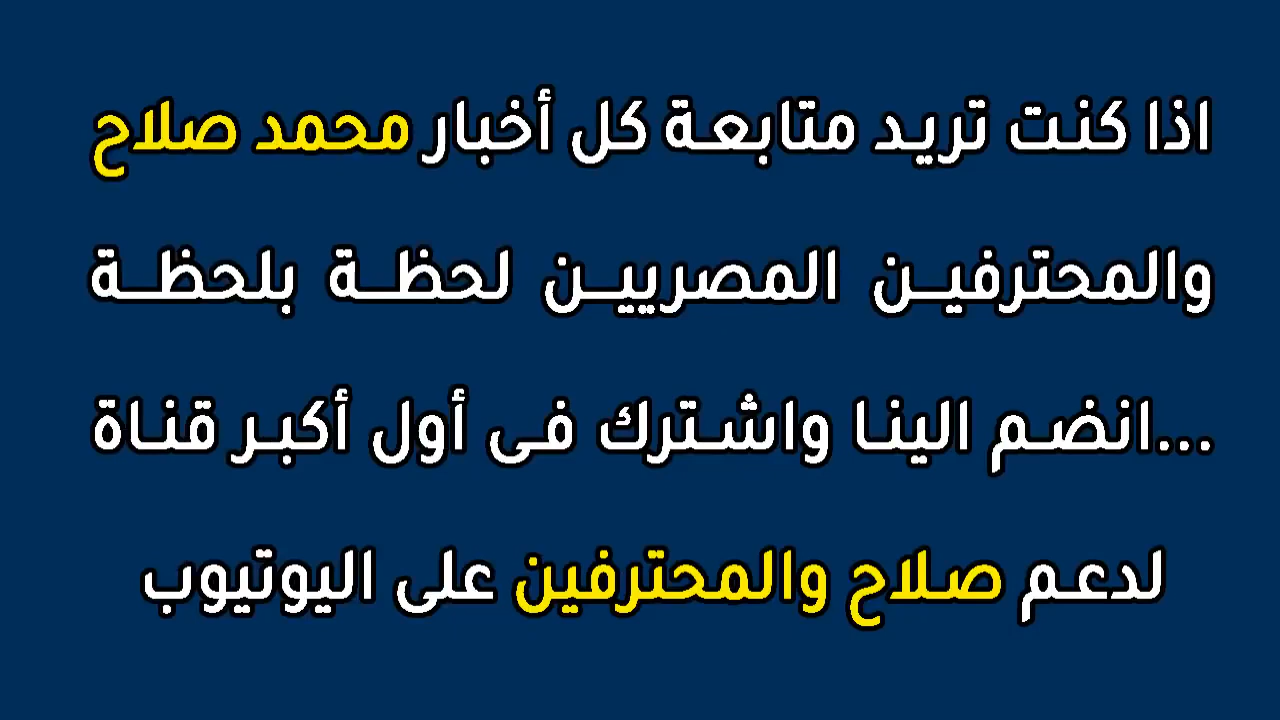 اذا كنت تريد متابعة كل أخبار محمد صلاح
والمحترفين المصريين لحظة بلحظة
...انضم الينا واشترك فى أول أكبر قناة
لدعم صلاح والمحترفين على اليوتيوب